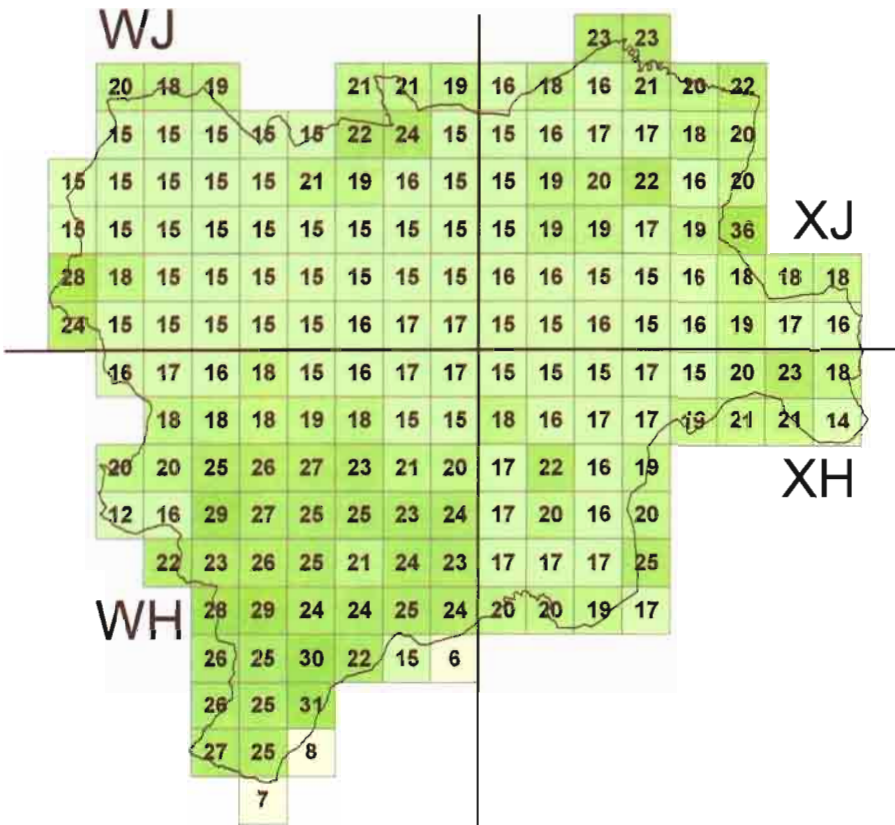 WJ
23 23
20 18 19 21 21 19 16 18 16 21 20 22
15 15 15 15 15 22 24 15 15 16 17 17 18 20
15 15 15 15 15 21 19 16 15 15 19 20 22 16 20
15 15 15 15 15 15 15 15 15 15 19 19 17 19 36
XJ
28 18 15 15 15 15 15 15 15 16 16 15 15 16 18 18 18
24 15 15 15 15 15 16 17 17 15 15 16 15 16 19 17 16
16 17 16 18 15 16 17 17 15 15 15 17 15 20 23 18
18 18 18 19 18 15 15 18 16 17 17 19 21 21 14
20 20 25 26 27 23 21 20 17 22 16 19
XH
12 16 29 27 25 25 23 24 17 20 16 20
22 23 26 25 21 24 23 17 17 17 25
WH
28 29 24 24 25 24 20 20 19 17
26 25 30 22 15 6
26 25 31
27 25 8
7